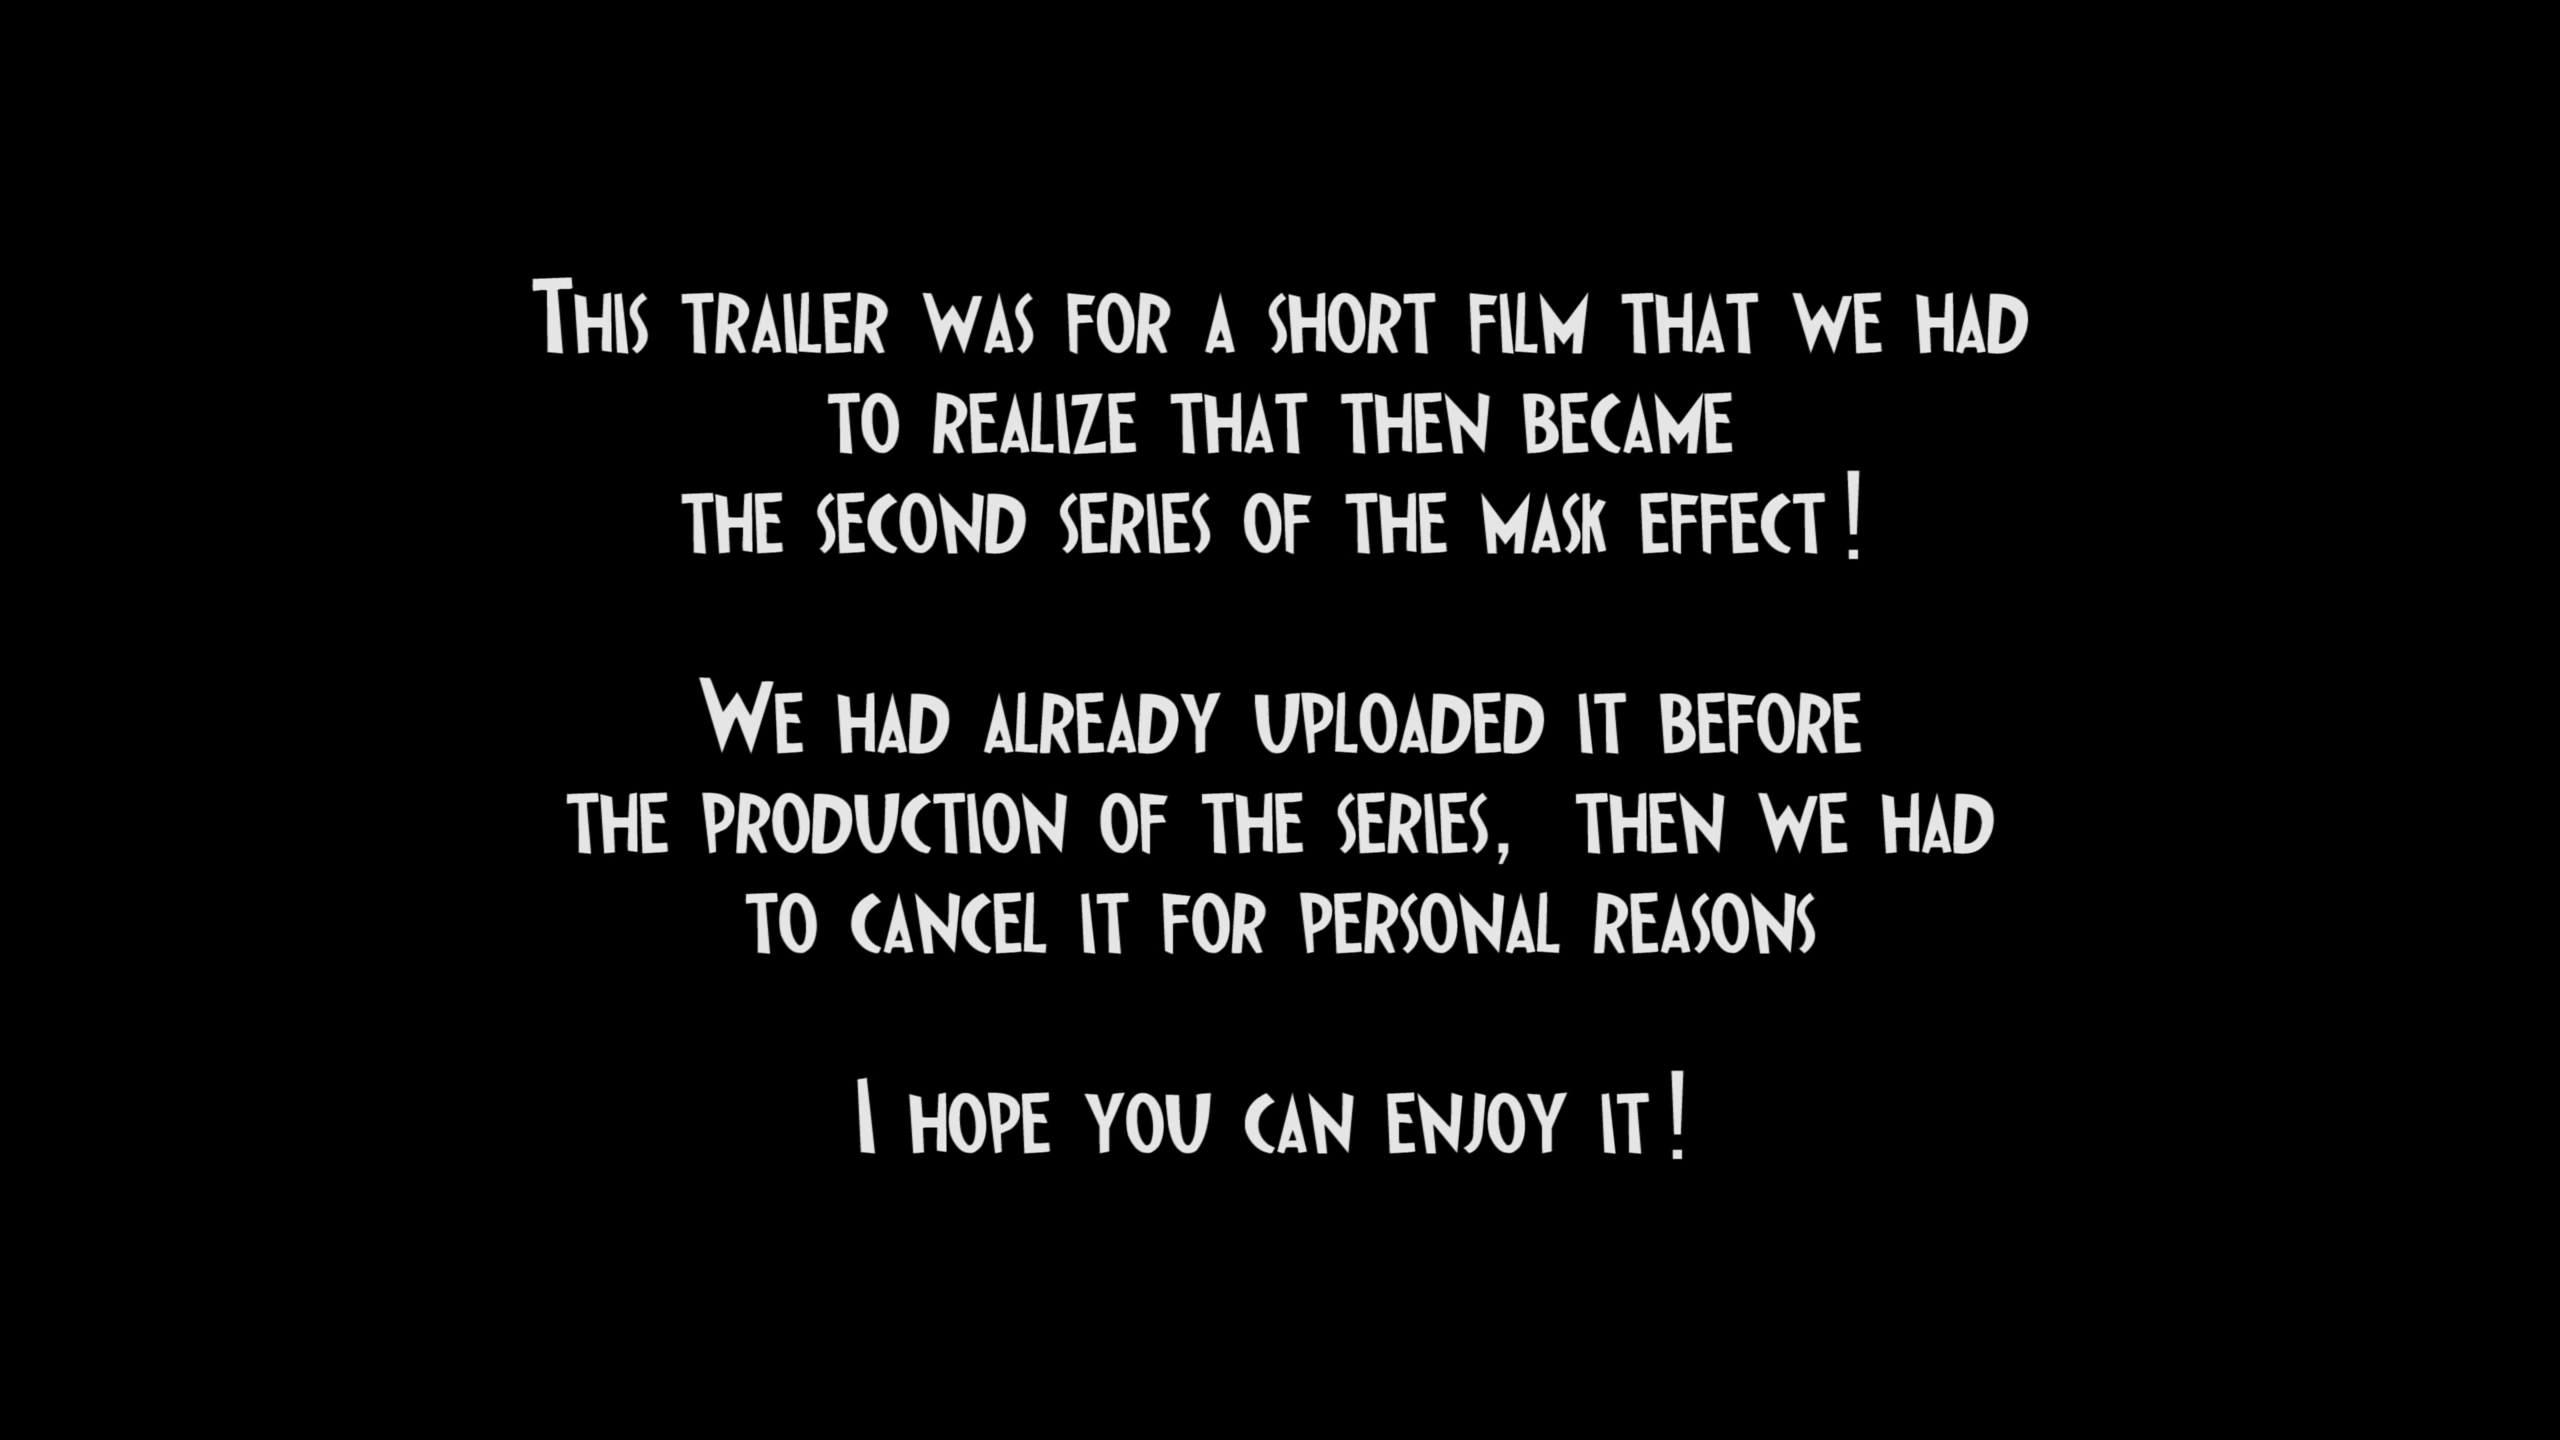 This trailer was for a short film that we had
to realize that then became
the second series of the mask effect!
We had already uploaded it before
the production of the series, then we had
to cancel it for personal reasons
I hope you can enjoy it!